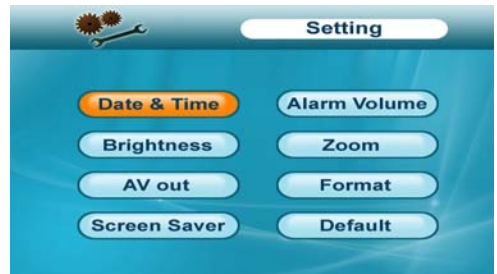 Setting
Date & Time
Alarm Volume
Brightness
Zoom
AV out
Format
Screen Saver
Default